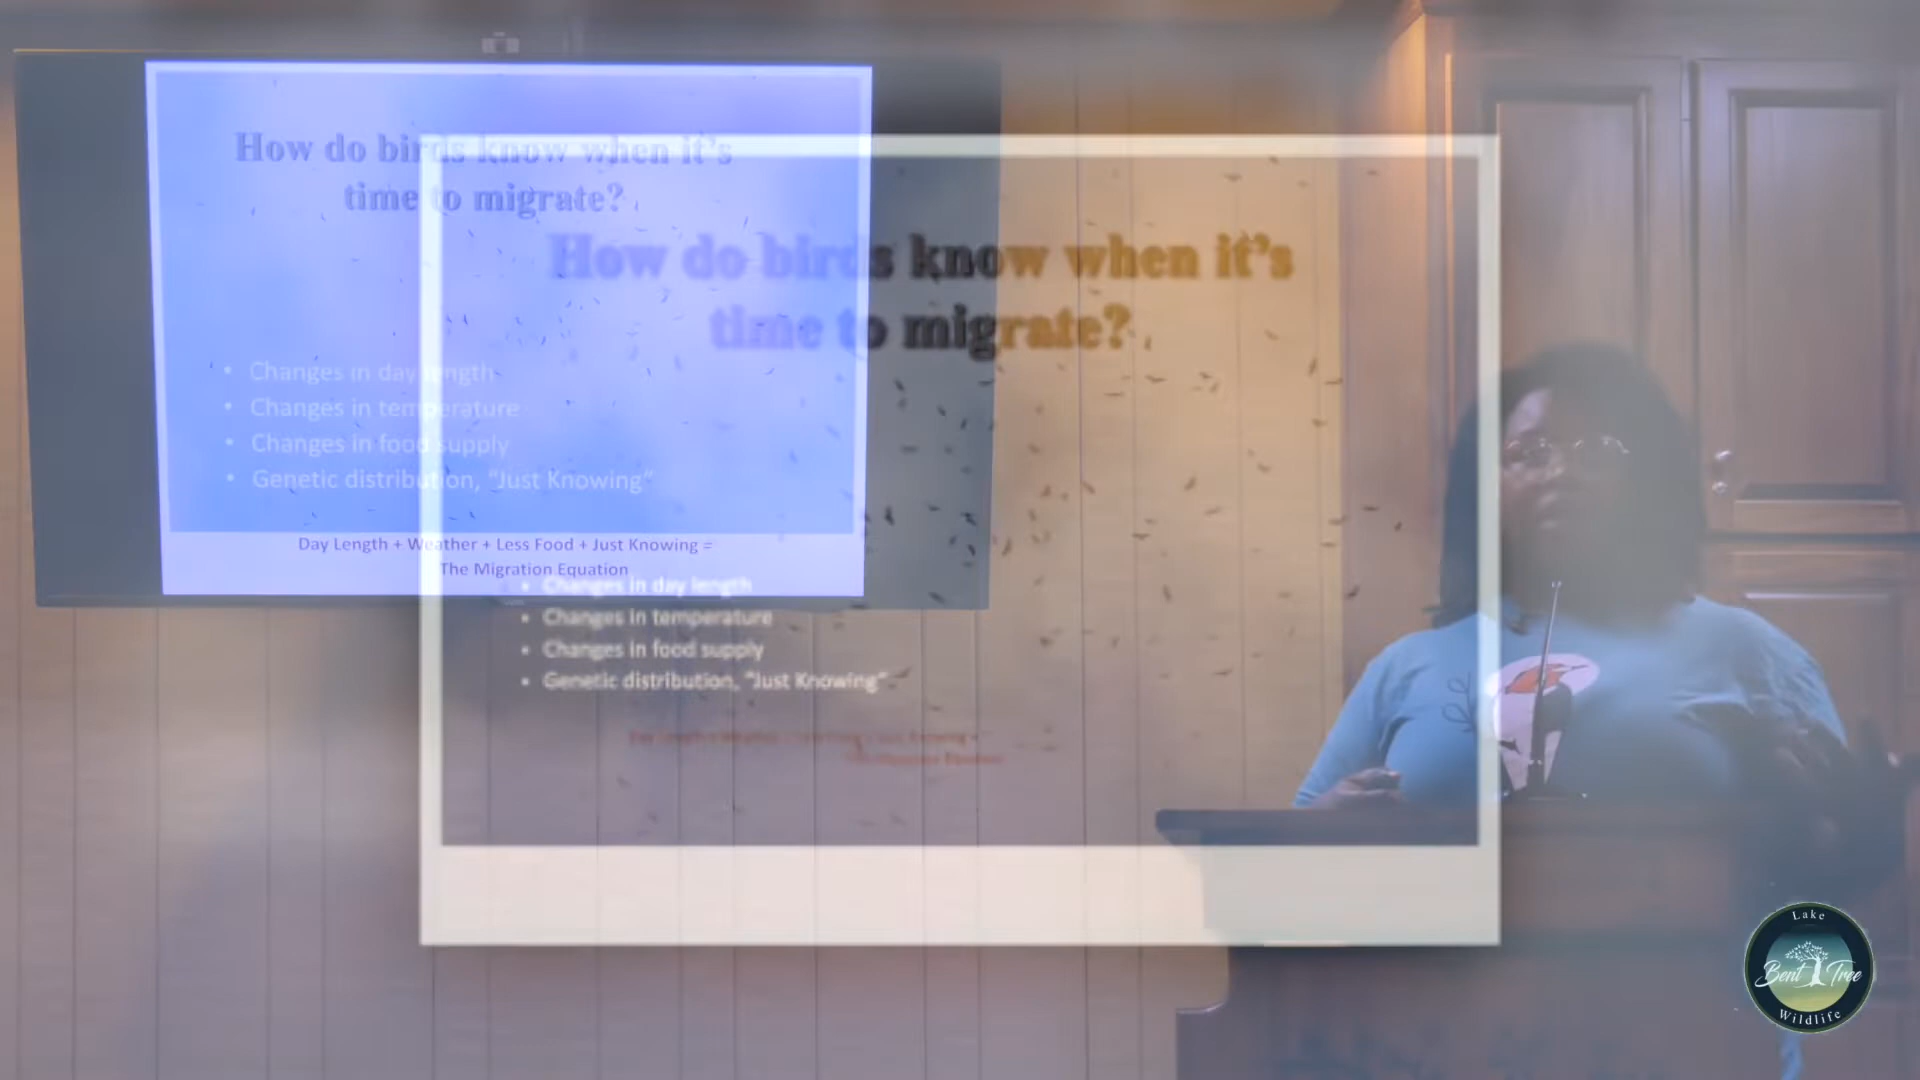 How do birds know when it's
time to migrate?
• Changes in day length
• Changes in temperature
• Changes in food supply
• Genetic distribution, "Just Knowing"
Day Length + Weather + Less Food + Just Knowing =
The Migration Equation
How do birds know when it's
time to migrate?
• Changes in day length
• Changes in temperature
• Changes in food supply
• Genetic distribution, "Just Knowing"
Lake
Bent Tree
Wildlife